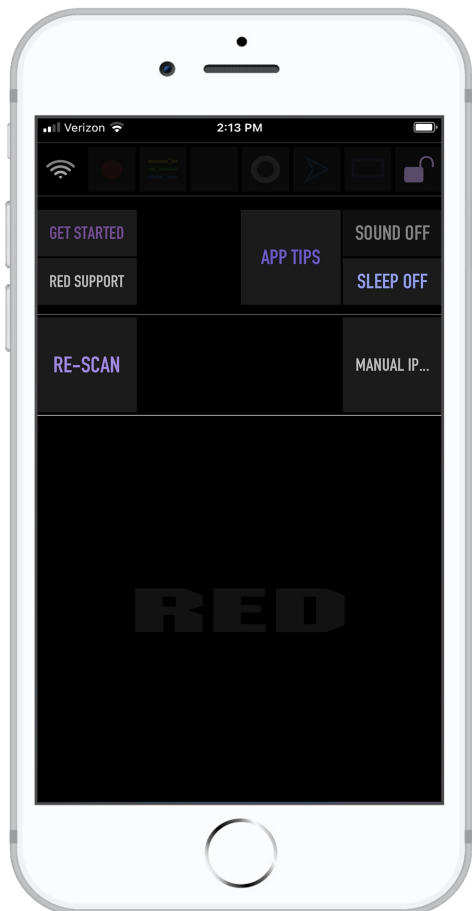 Verizon
2:13 PM
GET STARTED
RED SUPPORT
APP TIPS
SOUND OFF
SLEEP OFF
RE-SCAN
MANUAL IP...
RED